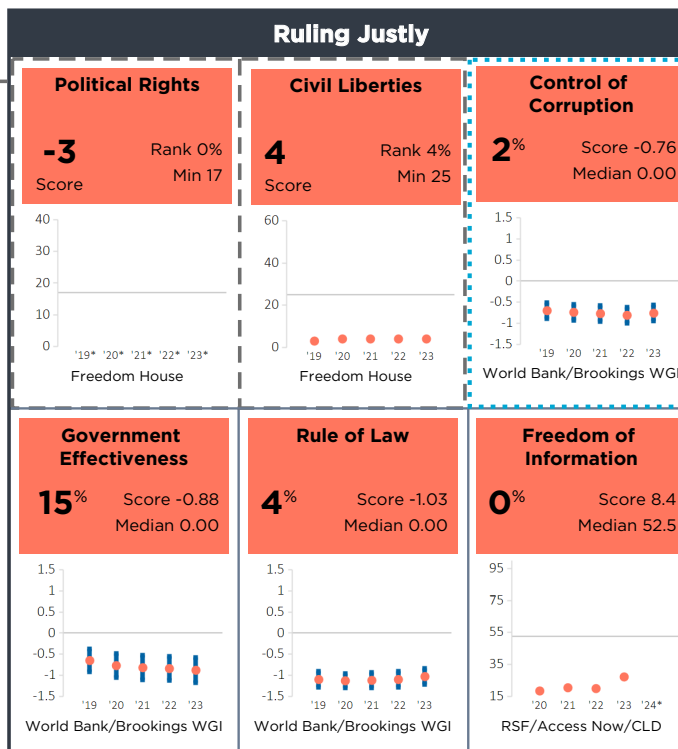 Ruling Justly
Political Rights
-3
Score
Rank 0%
Min 17
40
30
20
10
0
'19* '20* '21* '22* '23*
Freedom House
Civil Liberties
4
Score
Rank 4%
Min 25
60
40
20
0
'19 '20 '21 '22 '23
Freedom House
Control of
Corruption
2%
Score -0.76
Median 0.00
1.5
1
0.5
0
-0.5
-1
-1.5
'19 '20 '21 '22 '23
World Bank/Brookings WGI
Government
Effectiveness
15%
Score -0.88
Median 0.00
1.5
1
0.5
0
-0.5
-1
-1.5
'19 '20 '21 '22 '23
World Bank/Brookings WGI
Rule of Law
4%
Score -1.03
Median 0.00
1.5
1
0.5
0
-0.5
-1
-1.5
'19 '20 '21 '22 '23
World Bank/Brookings WGI
Freedom of
Information
0%
Score 8.4
Median 52.5
95
75
55
35
15
'20 '21 '22 '23 '24*
RSF/Access Now/CLD